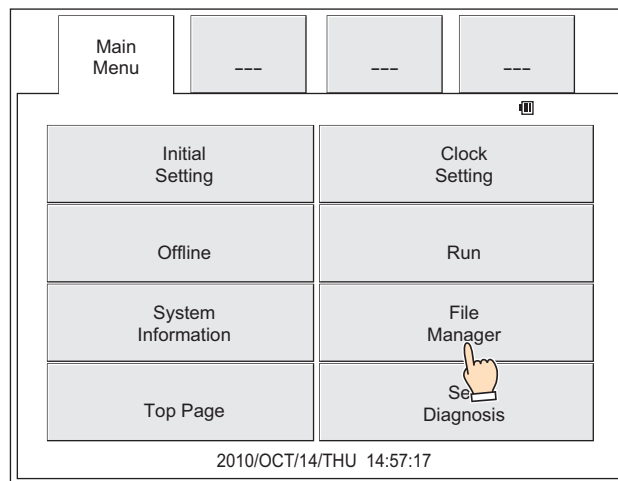 Main
Menu
---
---
---
Initial
Setting
Clock
Setting
Offline
Run
System
Information
File
Manager
Top Page
Diagnosis
2010/OCT/14/THU 14:57:17